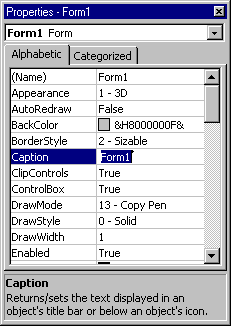 Properties - Form1
Form1 Form
Alphabetic Categorized
(Name) Form1
Appearance 1 - 3D
AutoRedraw False
BackColor &H8000000F&
BorderStyle 2 - Sizable
Caption Form1
ClipControls True
ControlBox True
DrawMode 13 - Copy Pen
DrawStyle 0 - Solid
DrawWidth 1
Enabled True
Caption
Returns/sets the text displayed in an
object's title bar or below an object's icon.